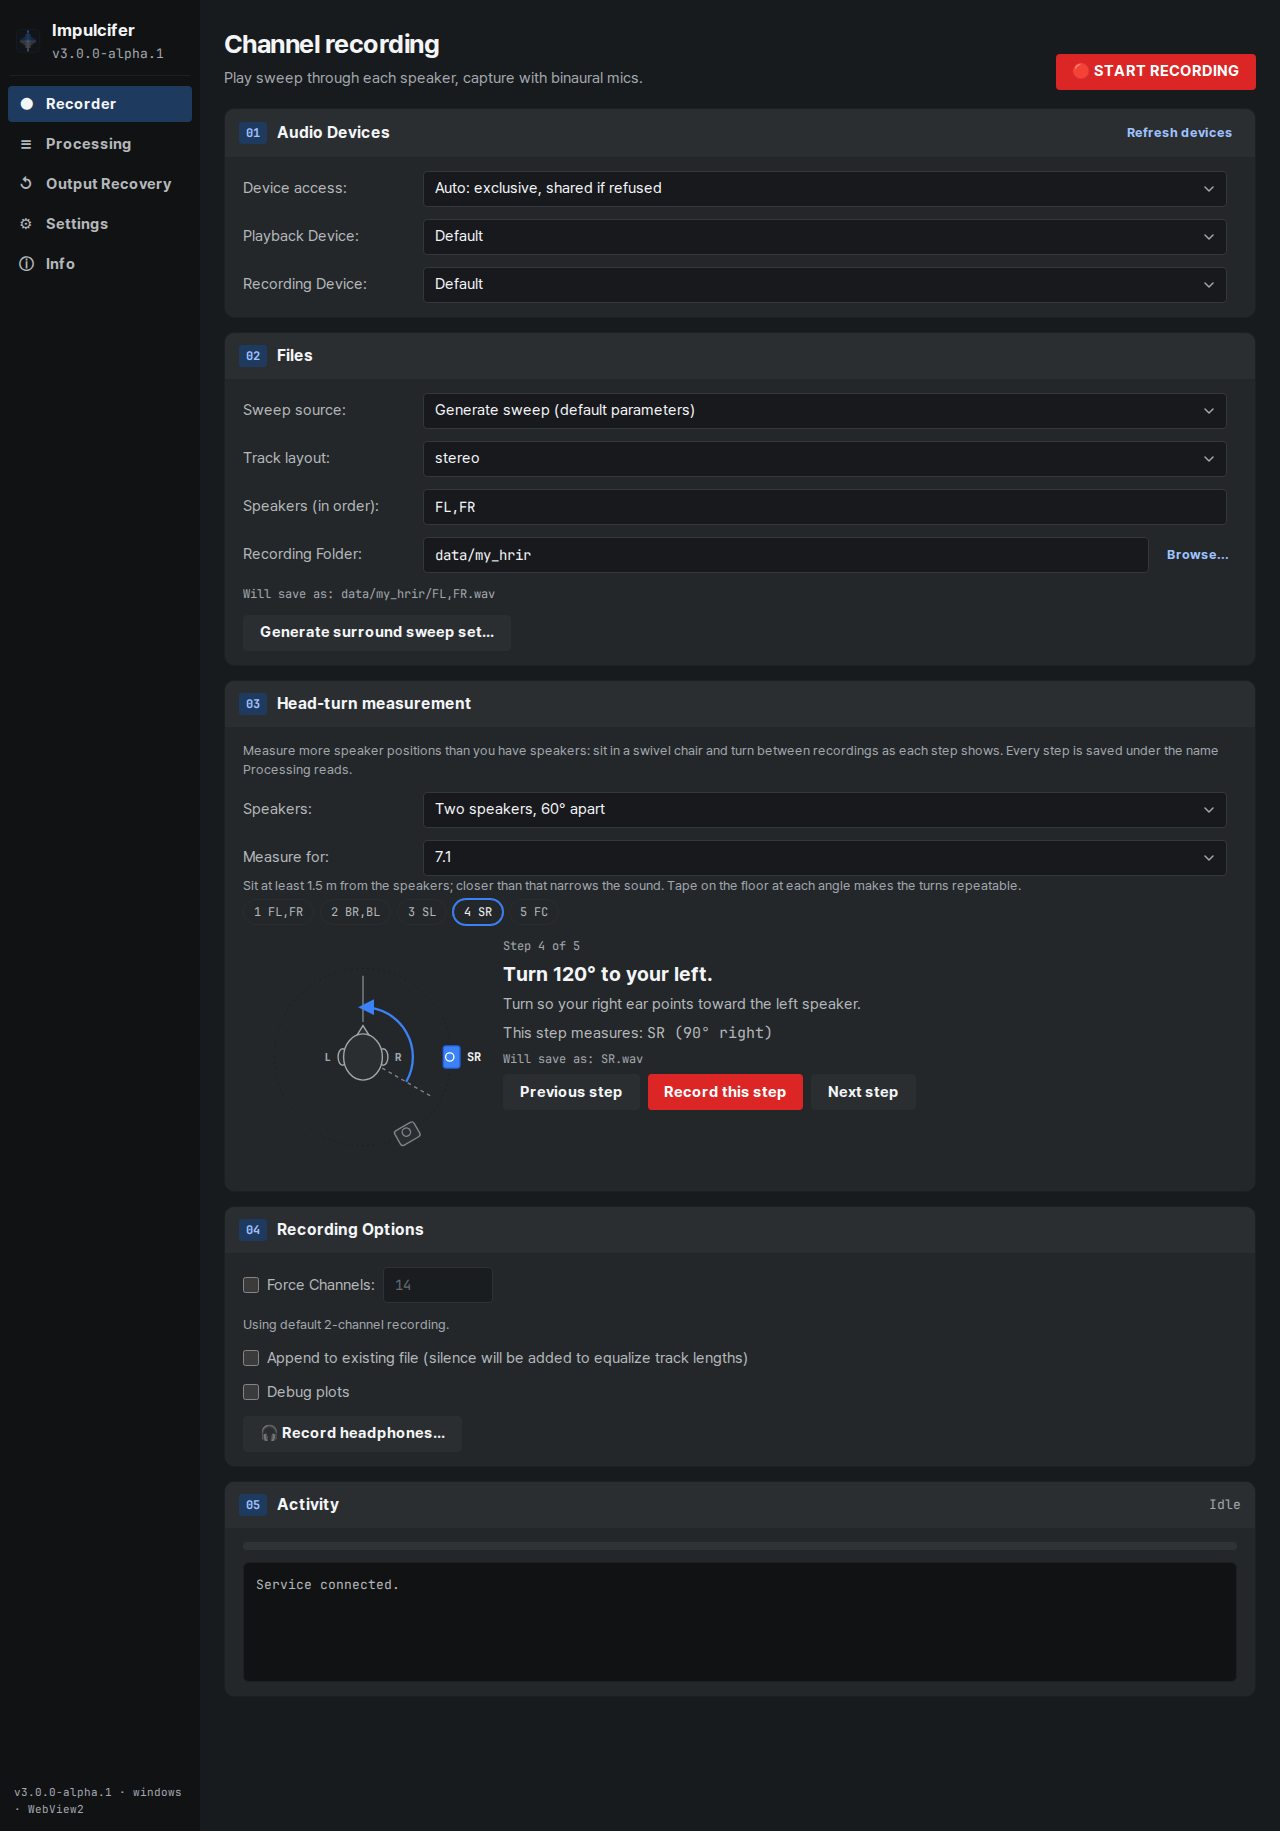 Impulcifer
v3.0.0-alpha.1
Recorder
Processing
Output Recovery
Settings
Info
v3.0.0-alpha.1 · windows
· WebView2
Channel recording
Play sweep through each speaker, capture with binaural mics.
START RECORDING
01 Audio Devices
Refresh devices
Device access:
Auto: exclusive, shared if refused
Playback Device:
Default
Recording Device:
Default
02 Files
Sweep source:
Generate sweep (default parameters)
Track layout:
stereo
Speakers (in order):
FL,FR
Recording Folder:
data/my_hrir
Browse...
Will save as: data/my_hrir/FL,FR.wav
Generate surround sweep set...
03 Head-turn measurement
Measure more speaker positions than you have speakers: sit in a swivel chair and turn between recordings as each step shows. Every step is saved under the name
Processing reads.
Speakers:
Two speakers, 60° apart
Measure for:
7.1
Sit at least 1.5 m from the speakers; closer than that narrows the sound. Tape on the floor at each angle makes the turns repeatable.
1 FL,FR
2 BR,BL
3 SL
4 SR
5 FC
L
R
SR
Step 4 of 5
Turn 120° to your left.
Turn so your right ear points toward the left speaker.
This step measures: SR (90° right)
Will save as: SR.wav
Previous step
Record this step
Next step
04 Recording Options
Force Channels:
14
Using default 2-channel recording.
Append to existing file (silence will be added to equalize track lengths)
Debug plots
Record headphones...
05 Activity
Idle
Service connected.